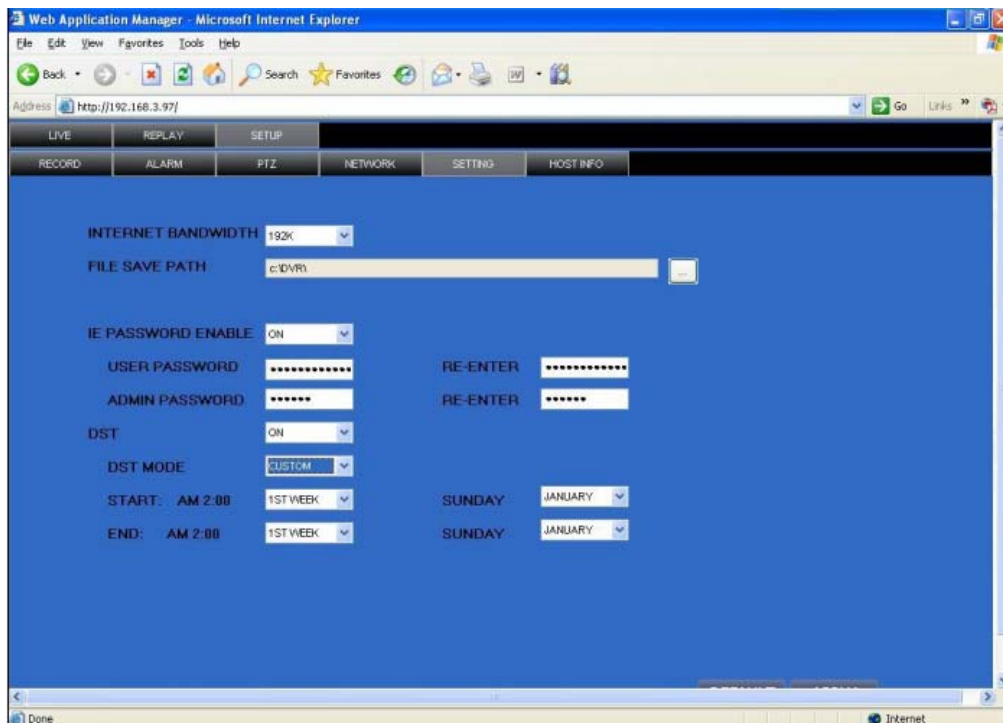 Web Application Manager - Microsoft Internet Explorer
File Edit View Favorites Tools Help
Back Search Favorites
Address http://192.168.3.97/ Go Links »
LIVE REPLAY SETUP
RECORD ALARM PTZ NETWORK SETTING HOST INFO
INTERNET BANDWIDTH 192K
FILE SAVE PATH c:\DVR\ ...
IE PASSWORD ENABLE ON
USER PASSWORD •••••••••••• RE-ENTER ••••••••••••
ADMIN PASSWORD •••••• RE-ENTER ••••••
DST ON
DST MODE CUSTOM
START: AM 2:00 1ST WEEK SUNDAY JANUARY
END: AM 2:00 1ST WEEK SUNDAY JANUARY
Done Internet